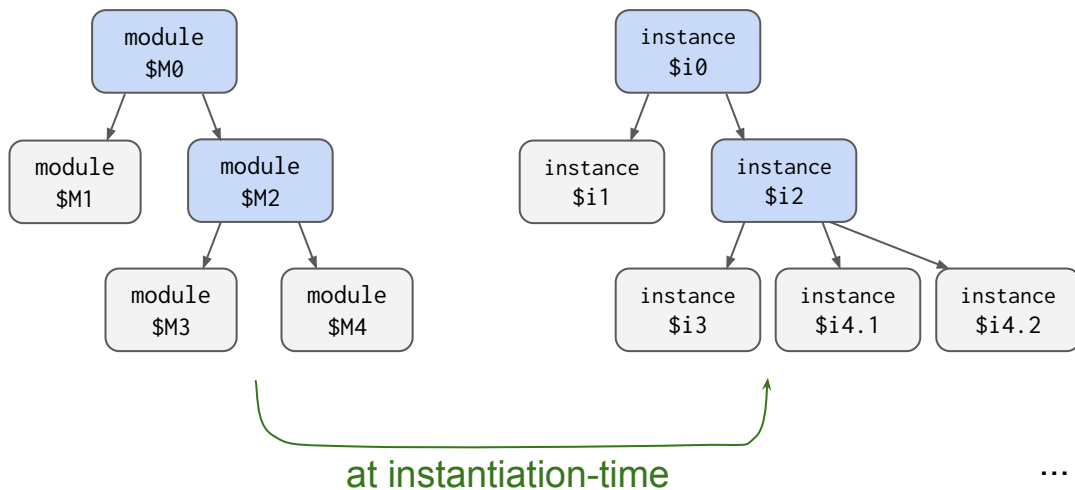 module
$M0
instance
$i0
module
$M1
module
$M2
instance
$i1
instance
$i2
module
$M3
module
$M4
instance
$i3
instance
$i4.1
instance
$i4.2
at instantiation-time
...